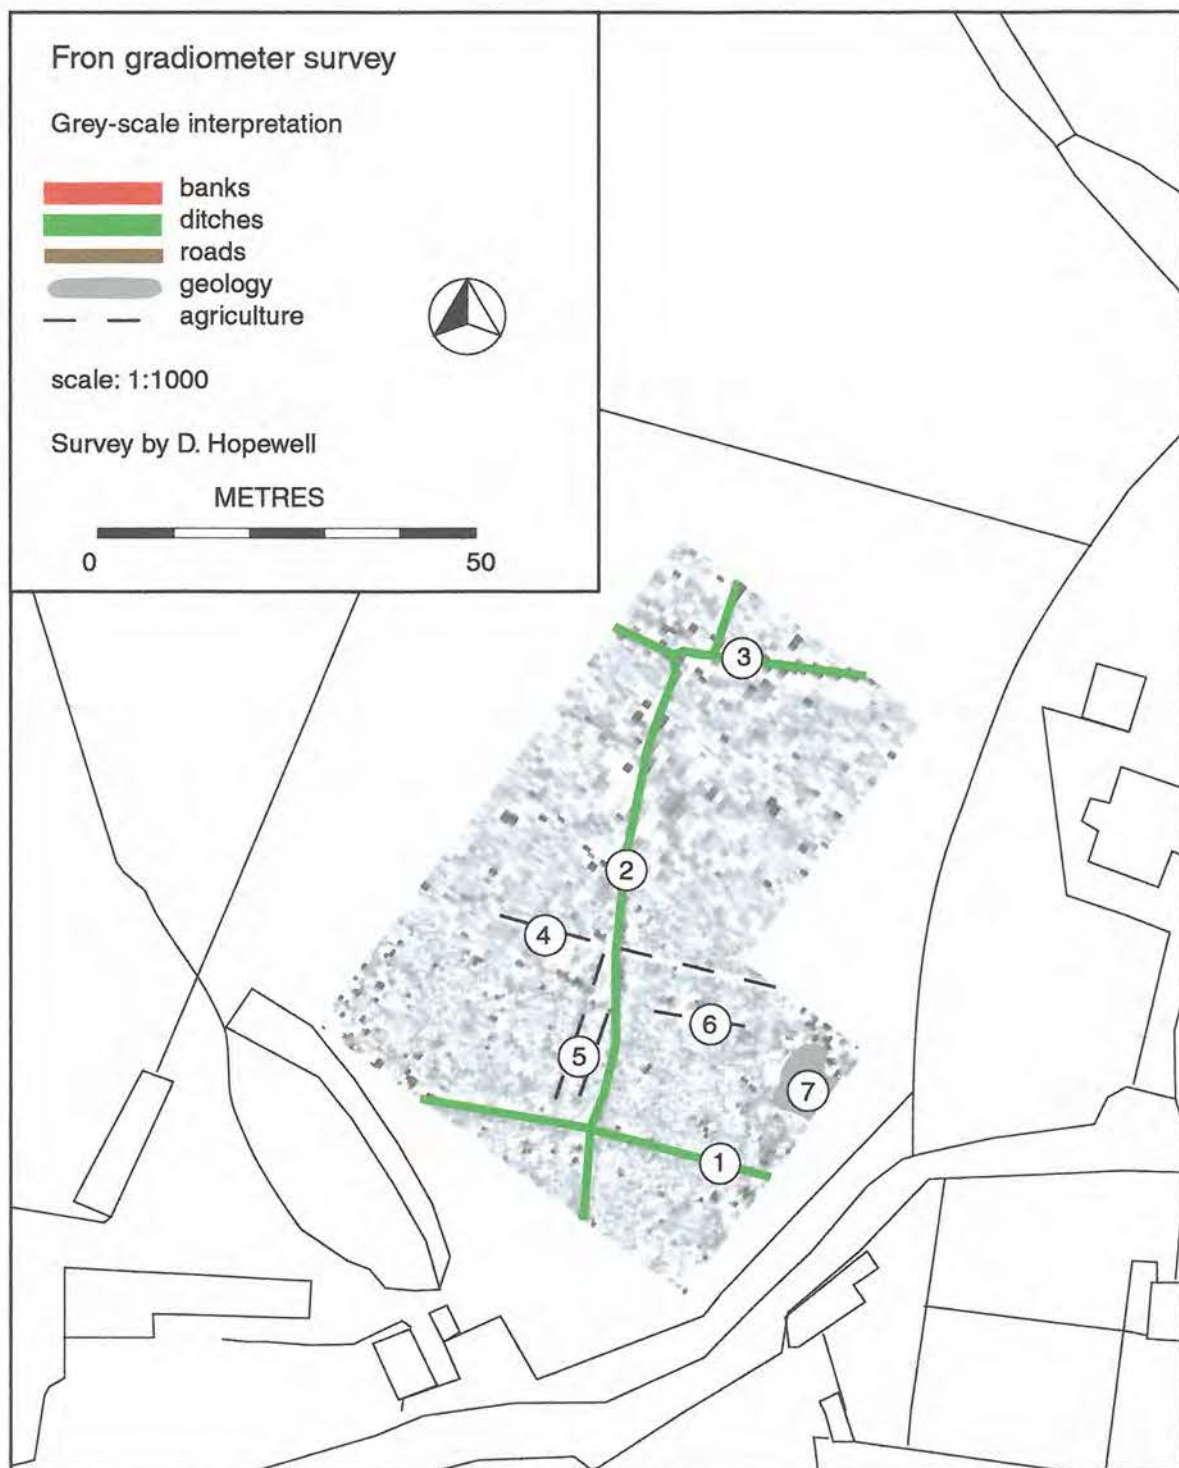 Fron gradiometer survey
Grey-scale interpretation
banks
ditches
roads
geology
agriculture
scale: 1:1000
Survey by D. Hopewell
METRES
0 50
3
2
4
6
5
7
1